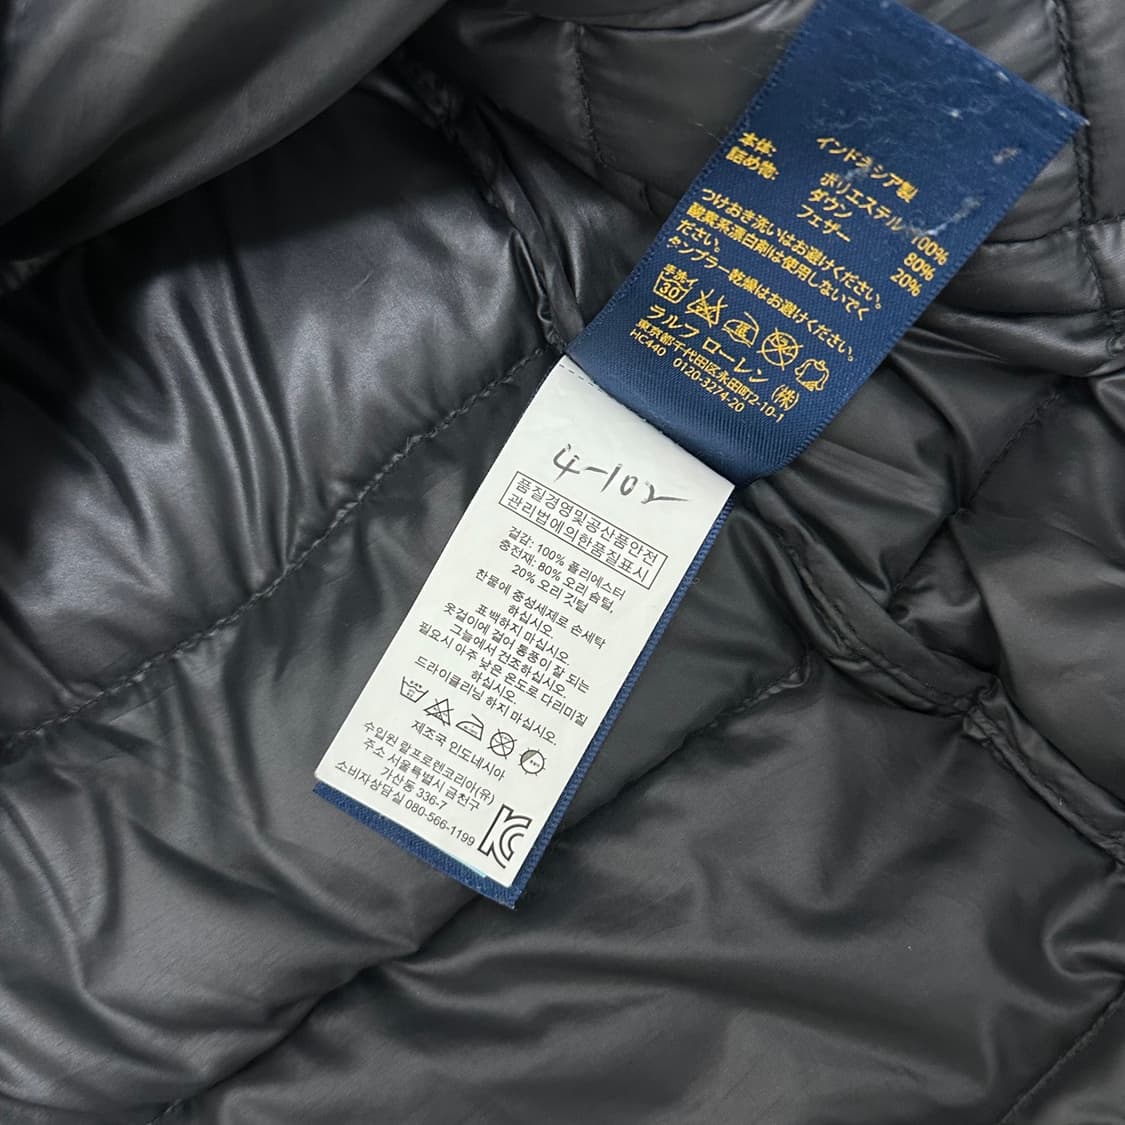 インドネシア製
本体: ポリエステル 100%
詰め物: ダウン 80%
フェザー 20%
つけおき洗いはお避けください。
酸素系漂白剤は使用しないでく
ださい。
タンブラー乾燥はお避けください。
手洗イ
30
ラルフ ローレン (株)
東京都千代田区永田町2-10-1
HC440 0120-3274-20
4-102
품질경영및공산품안전
관리법에의한품질표시
겉감: 100% 폴리에스터
충전재: 80% 오리 솜털,
20% 오리 깃털
찬물에 중성세제로 손세탁
하십시오.
표백하지 마십시오.
옷걸이에 걸어 통풍이 잘 되는
그늘에서 건조하십시오.
필요시 아주 낮은 온도로 다리미질
하십시오.
드라이클리닝 하지 마십시오.
제조국 인도네시아
수입원 랄프로렌코리아(유)
주소 서울특별시 금천구
가산동 336-7
소비자상담실 080-566-1199